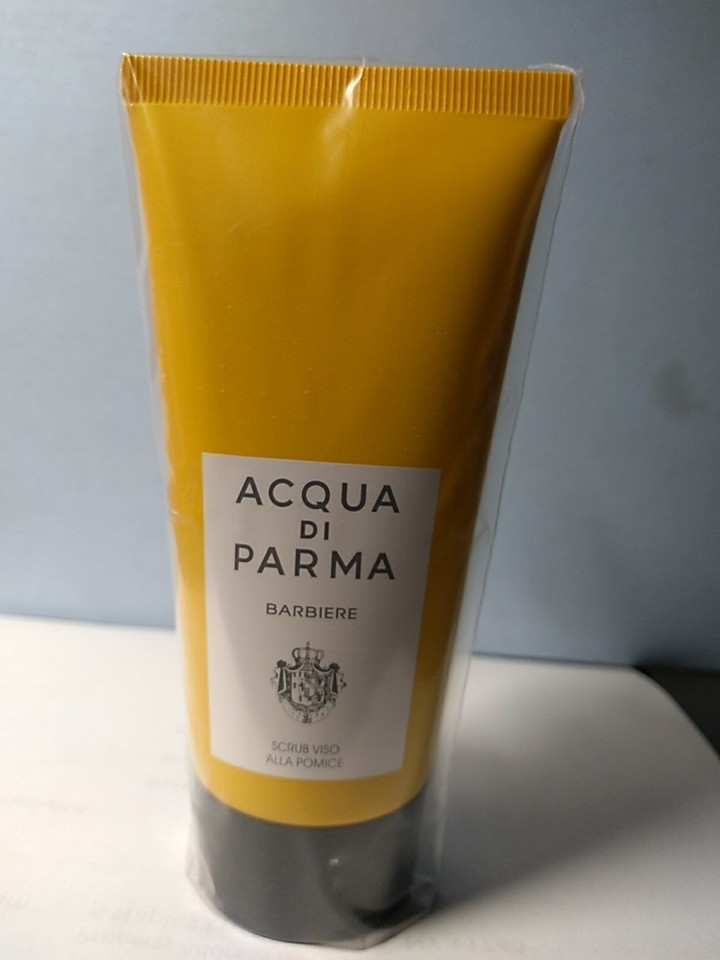 ACQUA
DI
PARMA
BARBIERE
SCRUB VISO
ALLA POMICE